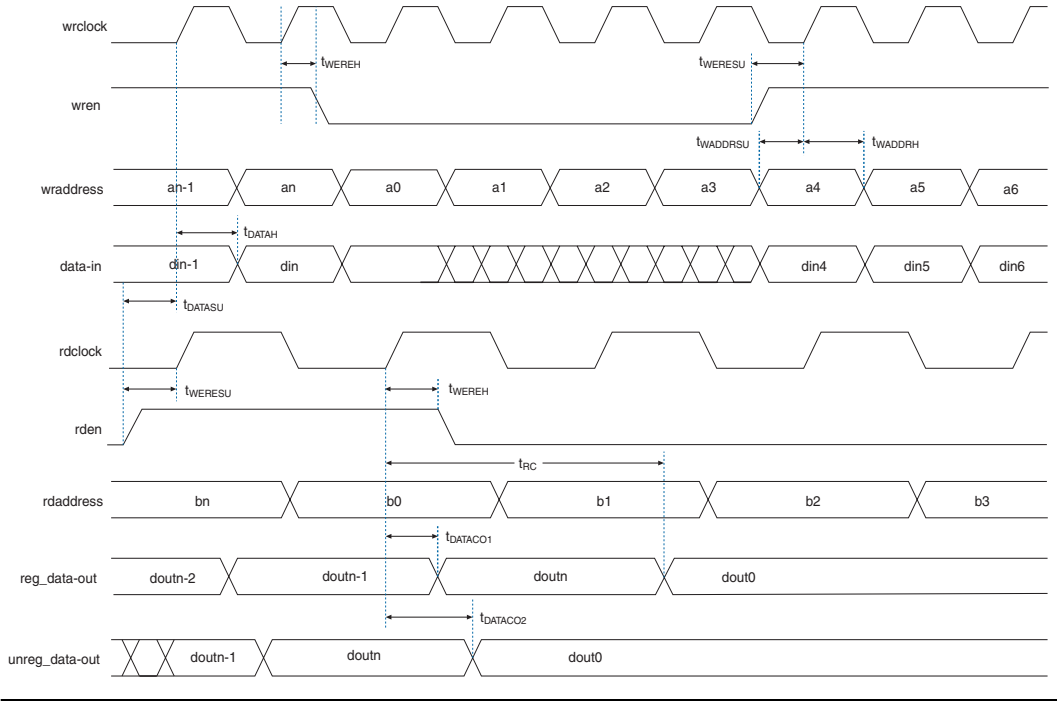 wrclock
tWEREH tWERESU
wren
tWADDRSU tWADDRH
wraddress an-1 an a0 a1 a2 a3 a4 a5 a6
tDATAH
data-in din-1 din din4 din5 din6
tDATASU
rdclock
tWERESU tWEREH
rden
tRC
rdaddress bn b0 b1 b2 b3
tDATACO1
reg_data-out doutn-2 doutn-1 doutn dout0
tDATACO2
unreg_data-out doutn-1 doutn dout0